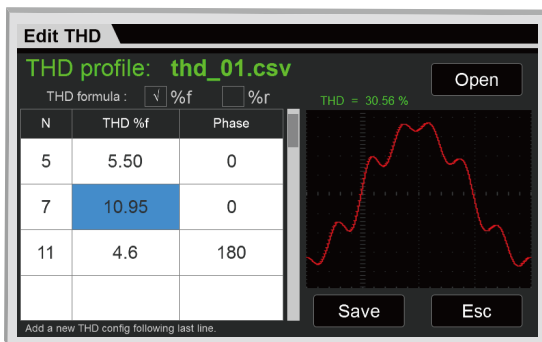 Edit THD
THD profile: thd_01.csv
Open
THD formula : √ %f %r
THD = 30.56 %
N THD %f Phase
5 5.50 0
7 10.95 0
11 4.6 180
Save Esc
Add a new THD config following last line.